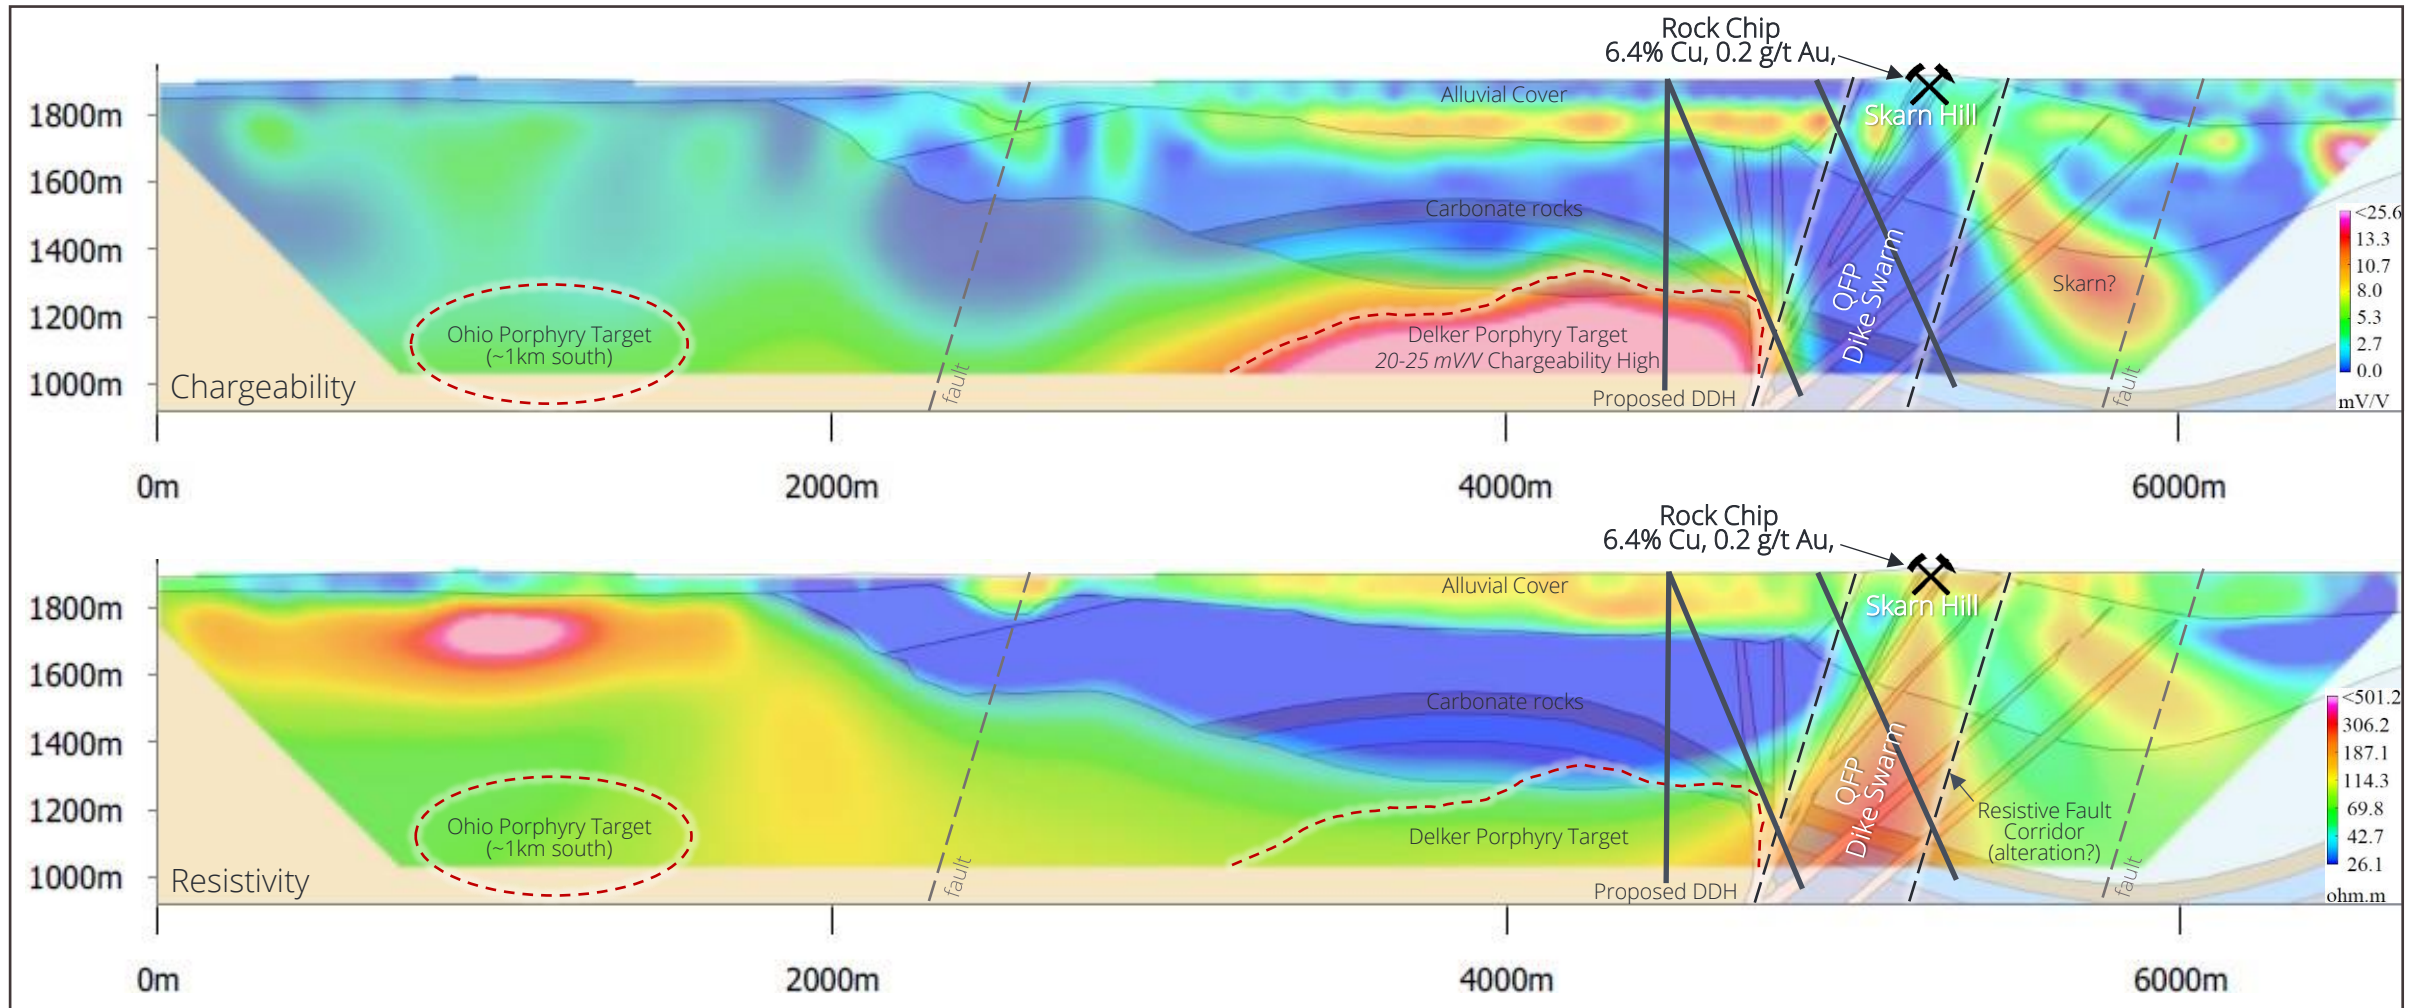 Rock Chip
6.4% Cu, 0.2 g/t Au,
1800m
1600m
1400m
1200m
1000m
Alluvial Cover
Skarn Hill
Carbonate rocks
QFP
Dike Swarm
Skarn?
Ohio Porphyry Target
(~1km south)
Delker Porphyry Target
20-25 mV/V Chargeability High
Proposed DDH
fault
fault
Chargeability
<25.6
13.3
10.7
8.0
5.3
2.7
0.0
mV/V
0m
2000m
4000m
6000m
Rock Chip
6.4% Cu, 0.2 g/t Au,
1800m
1600m
1400m
1200m
1000m
Alluvial Cover
Skarn Hill
Carbonate rocks
QFP
Dike Swarm
Resistive Fault
Corridor
(alteration?)
Ohio Porphyry Target
(~1km south)
Delker Porphyry Target
Proposed DDH
fault
fault
Resistivity
<501.2
306.2
187.1
114.3
69.8
42.7
26.1
ohm.m
0m
2000m
4000m
6000m